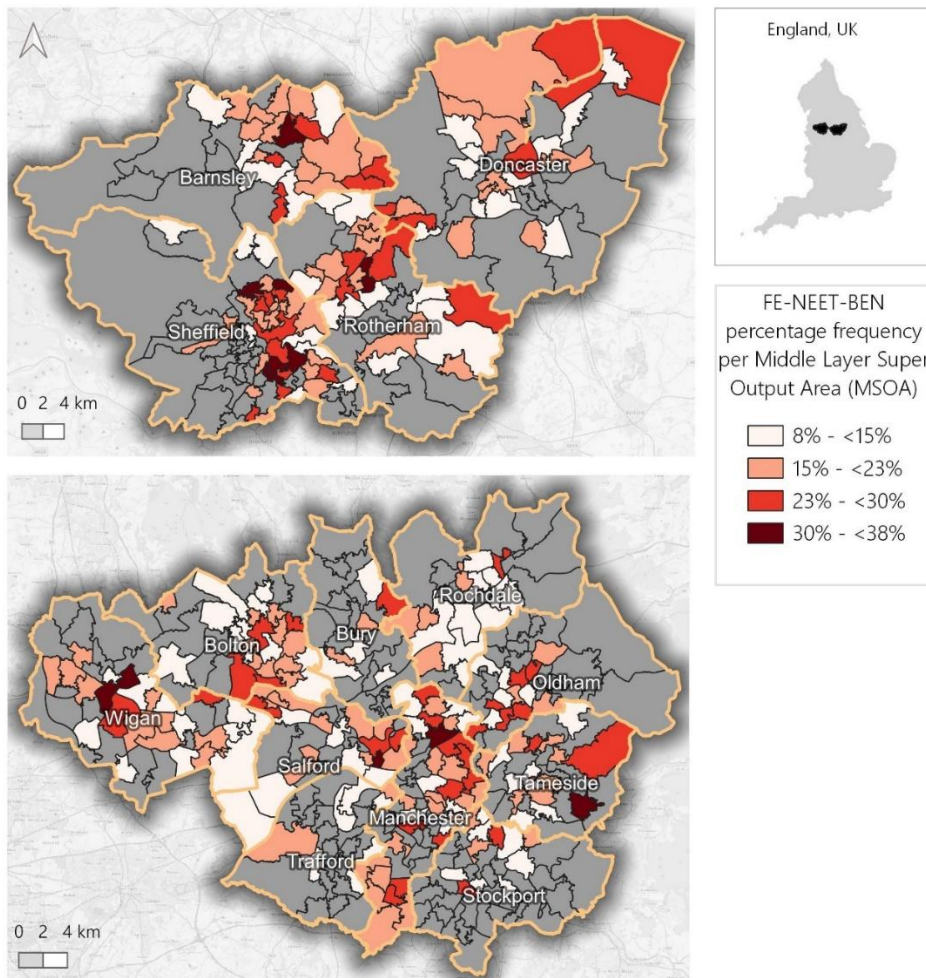 Barnsley
Doncaster
Sheffield
Rotherham
0 2 4 km
England, UK
FE-NEET-BEN
percentage frequency
per Middle Layer Super
Output Area (MSOA)
8% - <15%
15% - <23%
23% - <30%
30% - <38%
Rochdale
Bolton
Bury
Oldham
Wigan
Salford
Tameside
Manchester
Trafford
Stockport
0 2 4 km